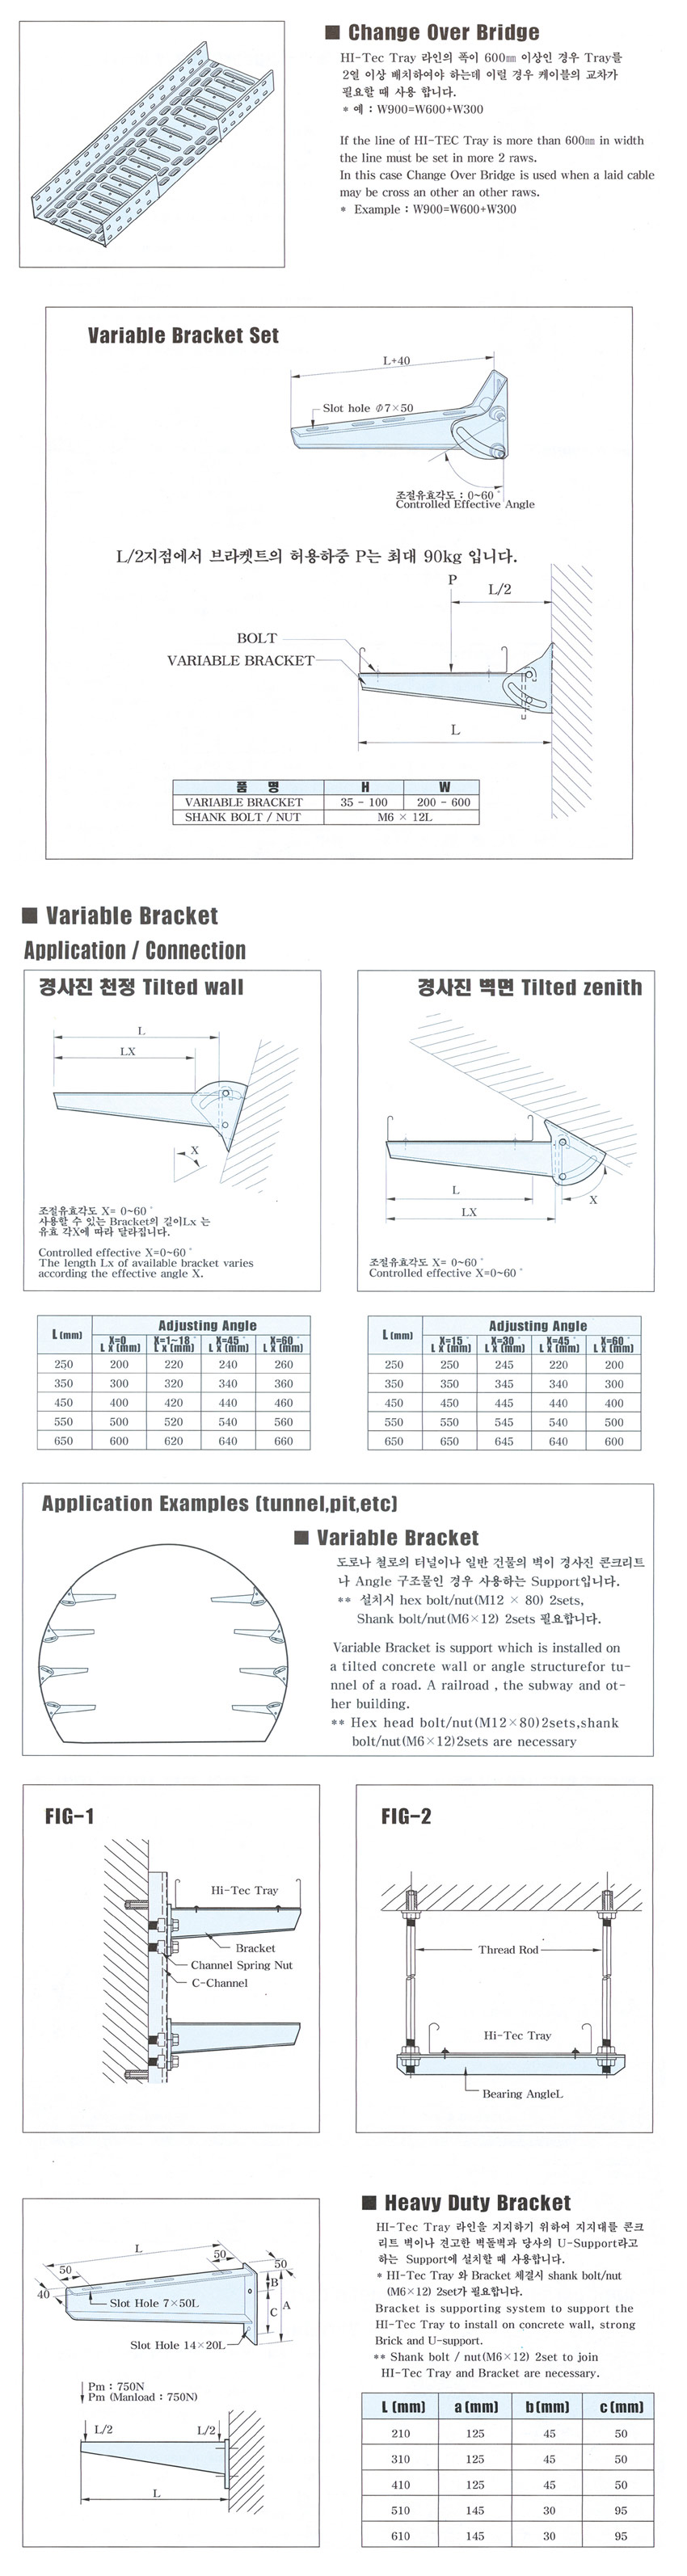 ■ Change Over Bridge
HI-Tec Tray 라인의 폭이 600㎜ 이상인 경우 Tray를
2열 이상 배치하여야 하는데 이럴 경우 케이블의 교차가
필요할 때 사용 합니다.
* 예 : W900=W600+W300
If the line of HI-TEC Tray is more than 600㎜ in width
the line must be set in more 2 raws.
In this case Change Over Bridge is used when a laid cable
may be cross an other an other raws.
* Example : W900=W600+W300
Variable Bracket Set
L+40
Slot hole Ø7×50
조절유효각도 : 0~60°
Controlled Effective Angle
L/2지점에서 브라켓트의 허용하중 P는 최대 90kg 입니다.
P
L/2
BOLT
VARIABLE BRACKET
L
품 명 H W
VARIABLE BRACKET 35 - 100 200 - 600
SHANK BOLT / NUT M6 × 12L
■ Variable Bracket
Application / Connection
경사진 천정 Tilted wall
L
LX
X
조절유효각도 X= 0~60°
사용할 수 있는 Bracket의 길이Lx 는
유효 각X에 따라 달라집니다.
Controlled effective X=0~60°
The length Lx of available bracket varies
according the effective angle X.
경사진 벽면 Tilted zenith
L
LX
X
조절유효각도 X= 0~60°
Controlled effective X=0~60°
L (mm) Adjusting Angle
X=0 X=1~18° X=45° X=60°
L x (mm) L x (mm) L x (mm) L x (mm)
250 200 220 240 260
350 300 320 340 360
450 400 420 440 460
550 500 520 540 560
650 600 620 640 660
L (mm) Adjusting Angle
X=15° X=30° X=45° X=60°
L x (mm) L x (mm) L x (mm) L x (mm)
250 250 245 220 200
350 350 345 340 300
450 450 445 440 400
550 550 545 540 500
650 650 645 640 600
Application Examples (tunnel,pit,etc)
■ Variable Bracket
도로나 철로의 터널이나 일반 건물의 벽이 경사진 콘크리트
나 Angle 구조물인 경우 사용하는 Support입니다.
** 설치시 hex bolt/nut(M12 × 80) 2sets,
Shank bolt/nut(M6×12) 2sets 필요합니다.
Variable Bracket is support which is installed on
a tilted concrete wall or angle structurefor tu-
nnel of a road. A railroad , the subway and ot-
her building.
** Hex head bolt/nut(M12×80)2sets,shank
bolt/nut(M6×12)2sets are necessary
FIG-1
Hi-Tec Tray
Bracket
Channel Spring Nut
C-Channel
FIG-2
Thread Rod
Hi-Tec Tray
Bearing AngleL
L
50
50
50
40
B
A
C
Slot Hole 7×50L
Slot Hole 14×20L
Pm : 750N
Pm (Manload : 750N)
L/2
L/2
L
■ Heavy Duty Bracket
HI-Tec Tray 라인을 지지하기 위하여 지지대를 콘크
리트 벽이나 견고한 벽돌벽과 당사의 U-Support라고
하는 Support에 설치할 때 사용합니다.
* HI-Tec Tray 와 Bracket 체결시 shank bolt/nut
(M6×12) 2set가 필요합니다.
Bracket is supporting system to support the
HI-Tec Tray to install on concrete wall, strong
Brick and U-support.
** Shank bolt / nut(M6×12) 2set to join
HI-Tec Tray and Bracket are necessary.
L (mm) a (mm) b (mm) c (mm)
210 125 45 50
310 125 45 50
410 125 45 50
510 145 30 95
610 145 30 95